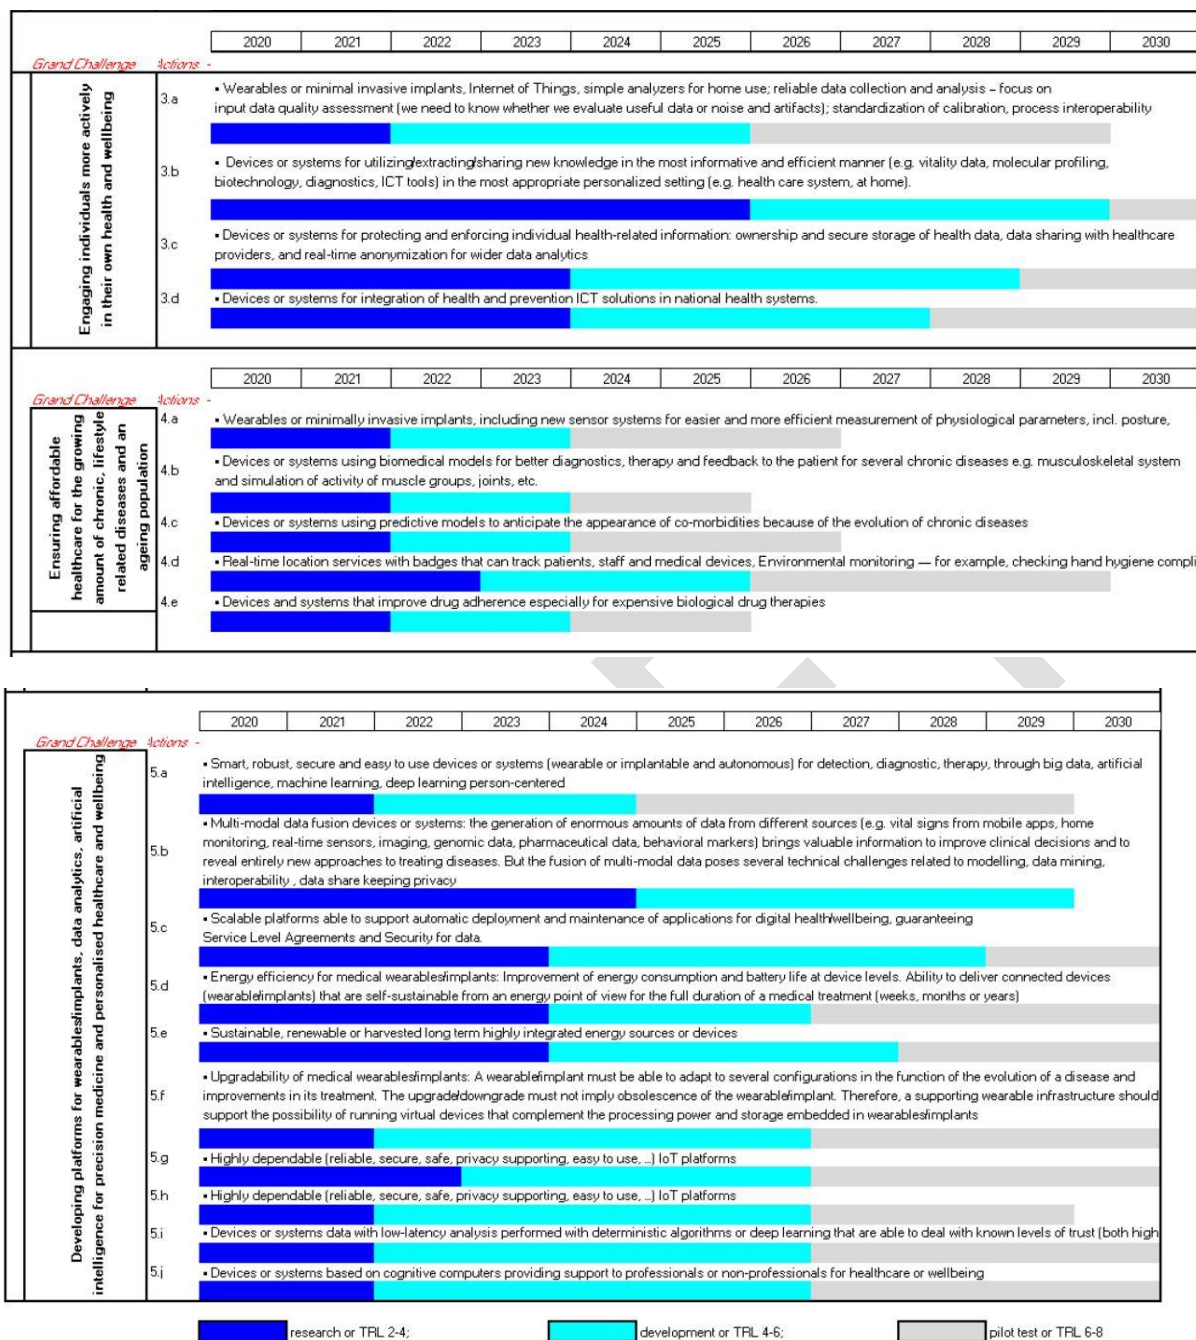 2020 2021 2022 2023 2024 2025 2026 2027 2028 2029 2030
Grand Challenge Actions -
Engaging individuals more actively
in their own health and wellbeing
3.a
▪ Wearables or minimal invasive implants, Internet of Things, simple analyzers for home use; reliable data collection and analysis – focus on
input data quality assessment (we need to know whether we evaluate useful data or noise and artifacts); standardization of calibration, process interoperability
3.b
▪ Devices or systems for utilizing/extracting/sharing new knowledge in the most informative and efficient manner (e.g. vitality data, molecular profiling,
biotechnology, diagnostics, ICT tools) in the most appropriate personalized setting (e.g. health care system, at home).
3.c
▪ Devices or systems for protecting and enforcing individual health-related information: ownership and secure storage of health data, data sharing with healthcare
providers, and real-time anonymization for wider data analytics
3.d
▪ Devices or systems for integration of health and prevention ICT solutions in national health systems.
2020 2021 2022 2023 2024 2025 2026 2027 2028 2029 2030
Grand Challenge Actions -
Ensuring affordable
healthcare for the growing
amount of chronic, lifestyle
related diseases and an
ageing population
4.a
▪ Wearables or minimally invasive implants, including new sensor systems for easier and more efficient measurement of physiological parameters, incl. posture,
4.b
▪ Devices or systems using biomedical models for better diagnostics, therapy and feedback to the patient for several chronic diseases e.g. musculoskeletal system
and simulation of activity of muscle groups, joints, etc.
4.c
▪ Devices or systems using predictive models to anticipate the appearance of co-morbidities because of the evolution of chronic diseases
4.d
▪ Real-time location services with badges that can track patients, staff and medical devices, Environmental monitoring — for example, checking hand hygiene compli
4.e
▪ Devices and systems that improve drug adherence especially for expensive biological drug therapies
2020 2021 2022 2023 2024 2025 2026 2027 2028 2029 2030
Grand Challenge Actions -
Developing platforms for wearables/implants, data analytics, artificial
intelligence for precision medicine and personalised healthcare and wellbeing
5.a
▪ Smart, robust, secure and easy to use devices or systems (wearable or implantable and autonomous) for detection, diagnostic, therapy, through big data, artificial
intelligence, machine learning, deep learning person-centered
5.b
▪ Multi-modal data fusion devices or systems: the generation of enormous amounts of data from different sources (e.g. vital signs from mobile apps, home
monitoring, real-time sensors, imaging, genomic data, pharmaceutical data, behavioral markers) brings valuable information to improve clinical decisions and to
reveal entirely new approaches to treating diseases. But the fusion of multi-modal data poses several technical challenges related to modelling, data mining,
interoperability , data share keeping privacy
5.c
▪ Scalable platforms able to support automatic deployment and maintenance of applications for digital health/wellbeing, guaranteeing
Service Level Agreements and Security for data.
5.d
▪ Energy efficiency for medical wearables/implants: Improvement of energy consumption and battery life at device levels. Ability to deliver connected devices
(wearable/implants) that are self-sustainable from an energy point of view for the full duration of a medical treatment (weeks, months or years)
5.e
▪ Sustainable, renewable or harvested long term highly integrated energy sources or devices
5.f
▪ Upgradability of medical wearables/implants: A wearable/implant must be able to adapt to several configurations in the function of the evolution of a disease and
improvements in its treatment. The upgrade/downgrade must not imply obsolescence of the wearable/implant. Therefore, a supporting wearable infrastructure should
support the possibility of running virtual devices that complement the processing power and storage embedded in wearables/implants
5.g
▪ Highly dependable (reliable, secure, safe, privacy supporting, easy to use, ...) IoT platforms
5.h
▪ Highly dependable (reliable, secure, safe, privacy supporting, easy to use, ...) IoT platforms
5.i
▪ Devices or systems data with low-latency analysis performed with deterministic algorithms or deep learning that are able to deal with known levels of trust (both high
5.j
▪ Devices or systems based on cognitive computers providing support to professionals or non-professionals for healthcare or wellbeing
research or TRL 2-4; development or TRL 4-6; pilot test or TRL 6-8